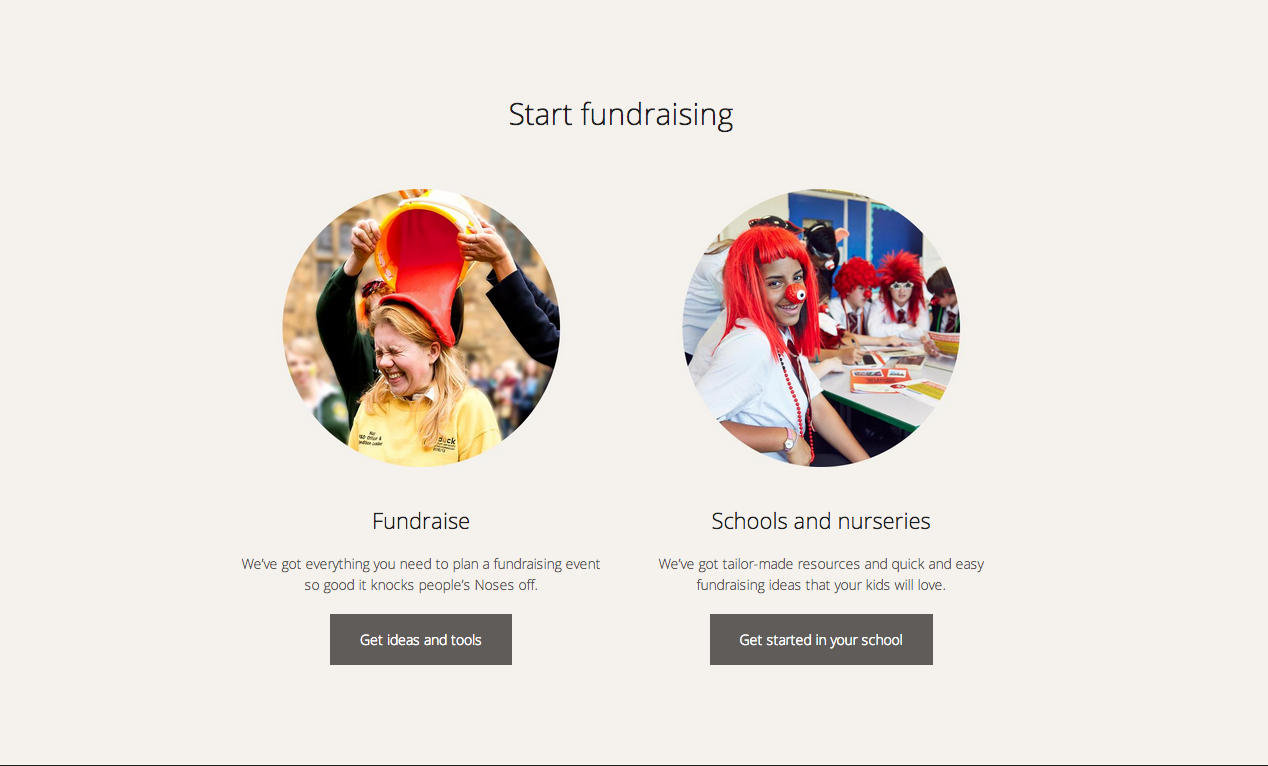 Start fundraising
duck
Fundraise
Schools and nurseries
We've got everything you need to plan a fundraising event
so good it knocks people's Noses off.
We've got tailor-made resources and quick and easy
fundraising ideas that your kids will love.
Get ideas and tools
Get started in your school